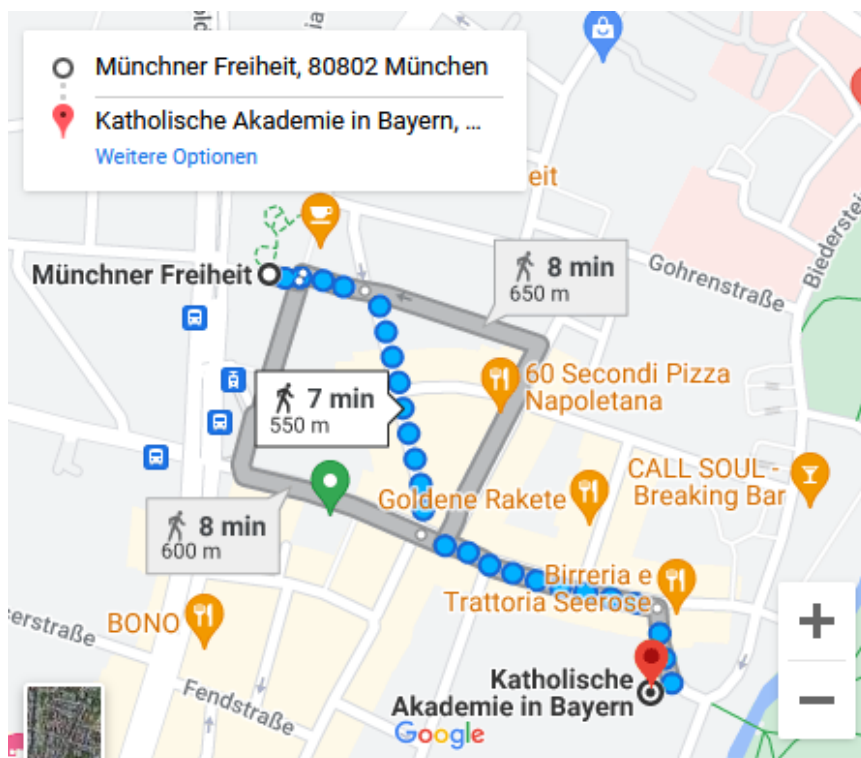 Münchner Freiheit, 80802 München
Katholische Akademie in Bayern, ...
Weitere Optionen
eit
Münchner Freiheit
8 min
650 m
Gohrenstraße
Biederstei
60 Secondi Pizza
Napoletana
7 min
550 m
CALL SOUL -
Breaking Bar
Goldene Rakete
8 min
600 m
Birreria e
Trattoria Seerose
BONO
erstraße
Fendstraße
Katholische
Akademie in Bayern
Google
+
−